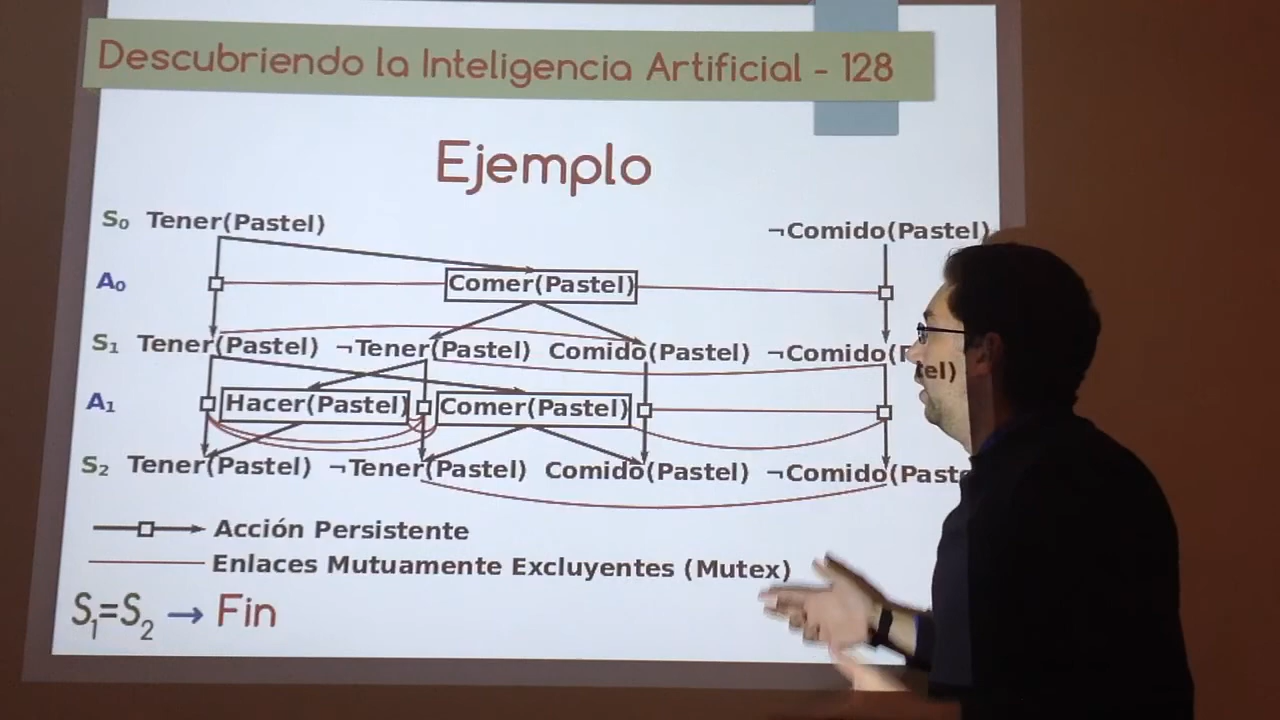 Descubriendo la Inteligencia Artificial - 128
Ejemplo
S₀ Tener(Pastel) ¬Comido(Pastel)
A₀ Comer(Pastel)
S₁ Tener(Pastel) ¬Tener(Pastel) Comido(Pastel) ¬Comido(Pastel)
A₁ Hacer(Pastel) Comer(Pastel)
S₂ Tener(Pastel) ¬Tener(Pastel) Comido(Pastel) ¬Comido(Paste
Acción Persistente
Enlaces Mutuamente Excluyentes (Mutex)
S₁=S₂ → Fin